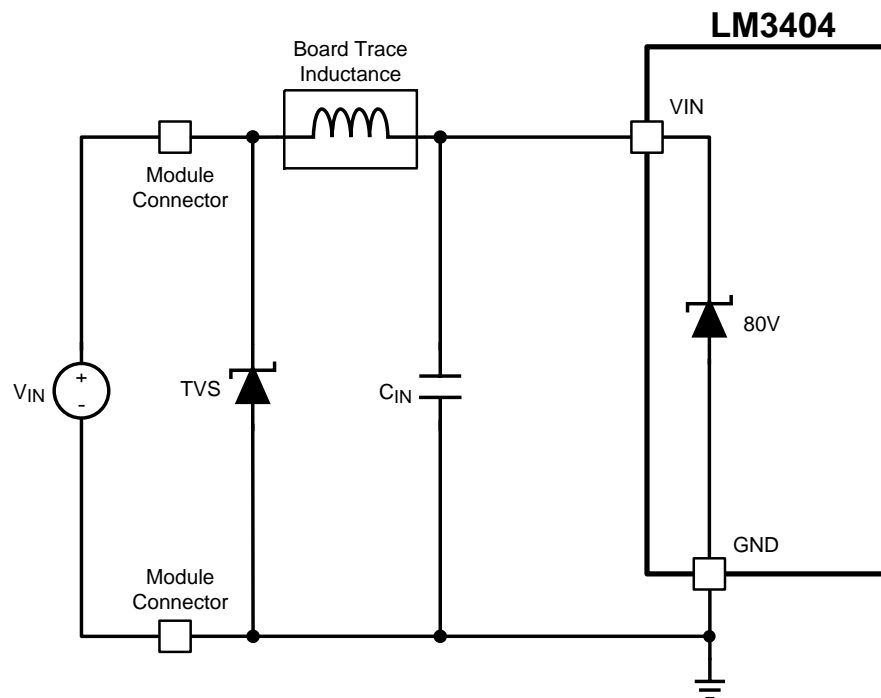 LM3404
Board Trace
Inductance
VIN
Module
Connector
80V
VIN
+
-
TVS
CIN
GND
Module
Connector